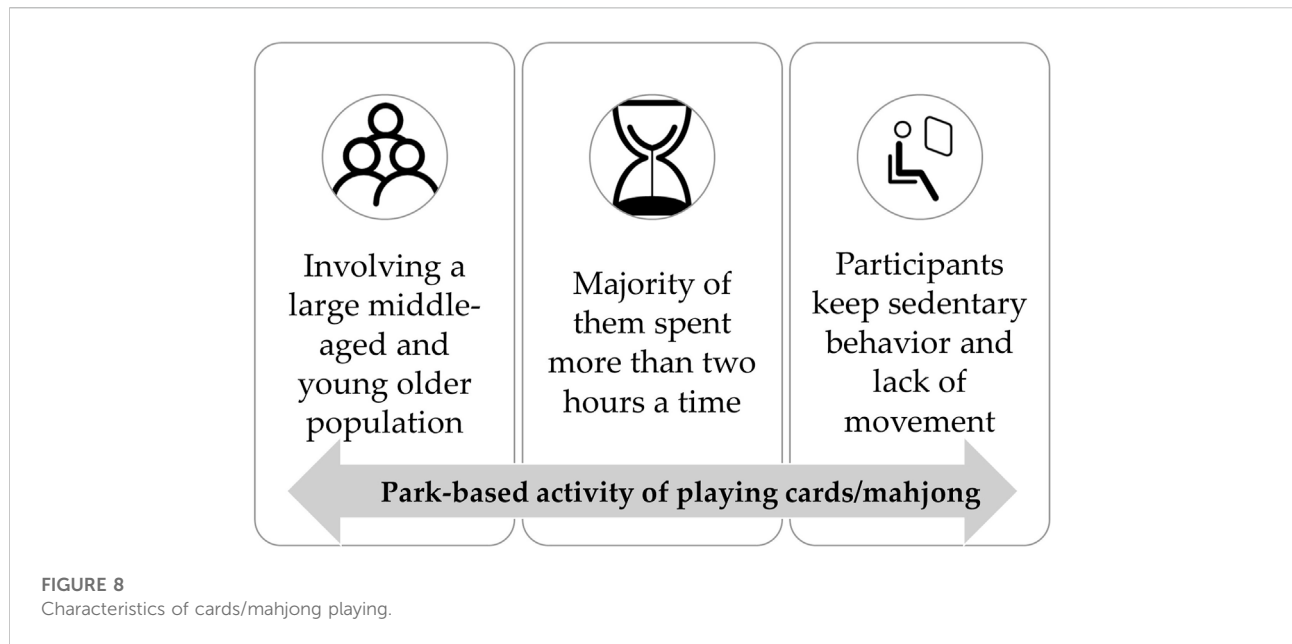 Involving a
large middle-
aged and
young older
population
Majority of
them spent
more than two
hours a time
Participants
keep sedentary
behavior and
lack of
movement
Park-based activity of playing cards/mahjong
FIGURE 8
Characteristics of cards/mahjong playing.